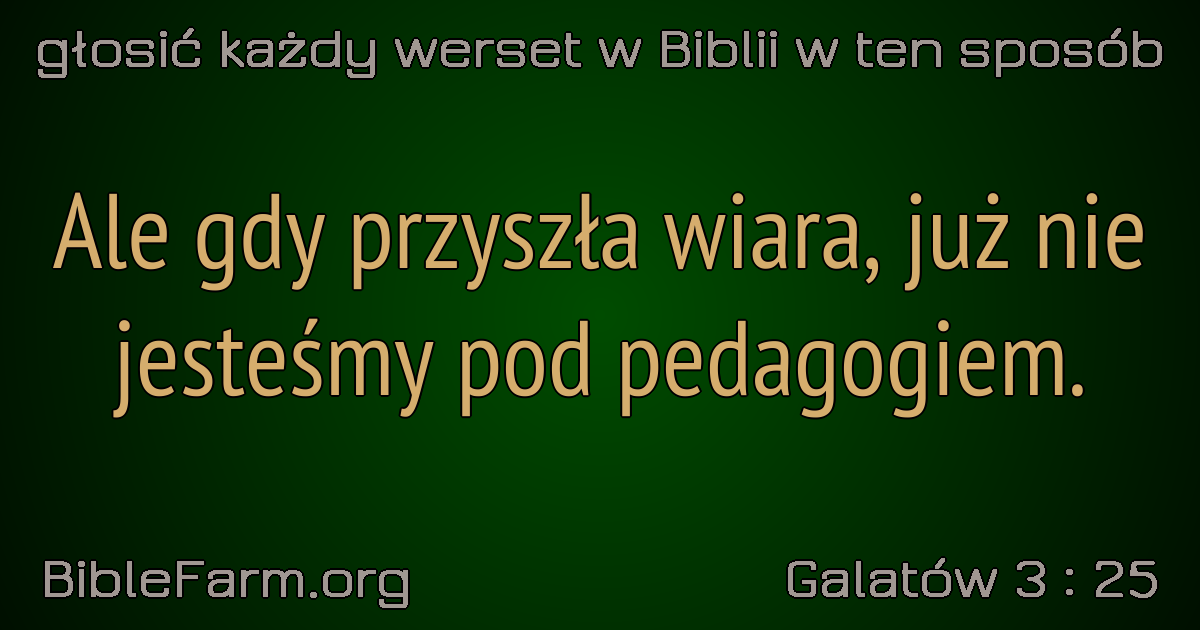 głosić każdy werset w Biblii w ten sposób
Ale gdy przyszła wiara, już nie
jesteśmy pod pedagogiem.
BibleFarm.org
Galatów 3 : 25